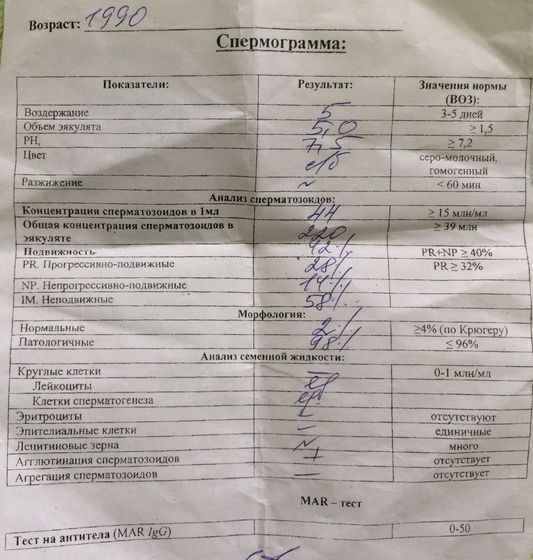 Возраст: 1990
Спермограмма:
Показатели: Результат: Значения нормы
(ВОЗ):
Воздержание 5 3-5 дней
Объем эякулята 5,0 ≥ 1,5
PH, 7,5 ≥ 7,2
Цвет с/б серо-молочный,
гомогенный
Разжижение ~ < 60 мин
Анализ сперматозоидов:
Концентрация сперматозоидов в 1мл 44 ≥ 15 млн/мл
Общая концентрация сперматозоидов в 220 ≥ 39 млн
эякуляте
Подвижность 42% PR+NP ≥ 40%
PR. Прогрессивно-подвижные 28% PR ≥ 32%
NP. Непрогрессивно-подвижные 14%
IM. Неподвижные 58%
Морфология:
Нормальные 2% ≥4% (по Крюгеру)
Патологичные 98% ≤ 96%
Анализ семенной жидкости:
Круглые клетки – 0-1 млн/мл
Лейкоциты ед
Клетки сперматогенеза ед
Эритроциты отсутствуют
Эпителиальные клетки – единичные
Лецитиновые зерна ~ много
Агглютинация сперматозоидов + отсутствует
Агрегация сперматозоидов – отсутствует
MAR – тест
Тест на антитела (MAR IgG) 0-50